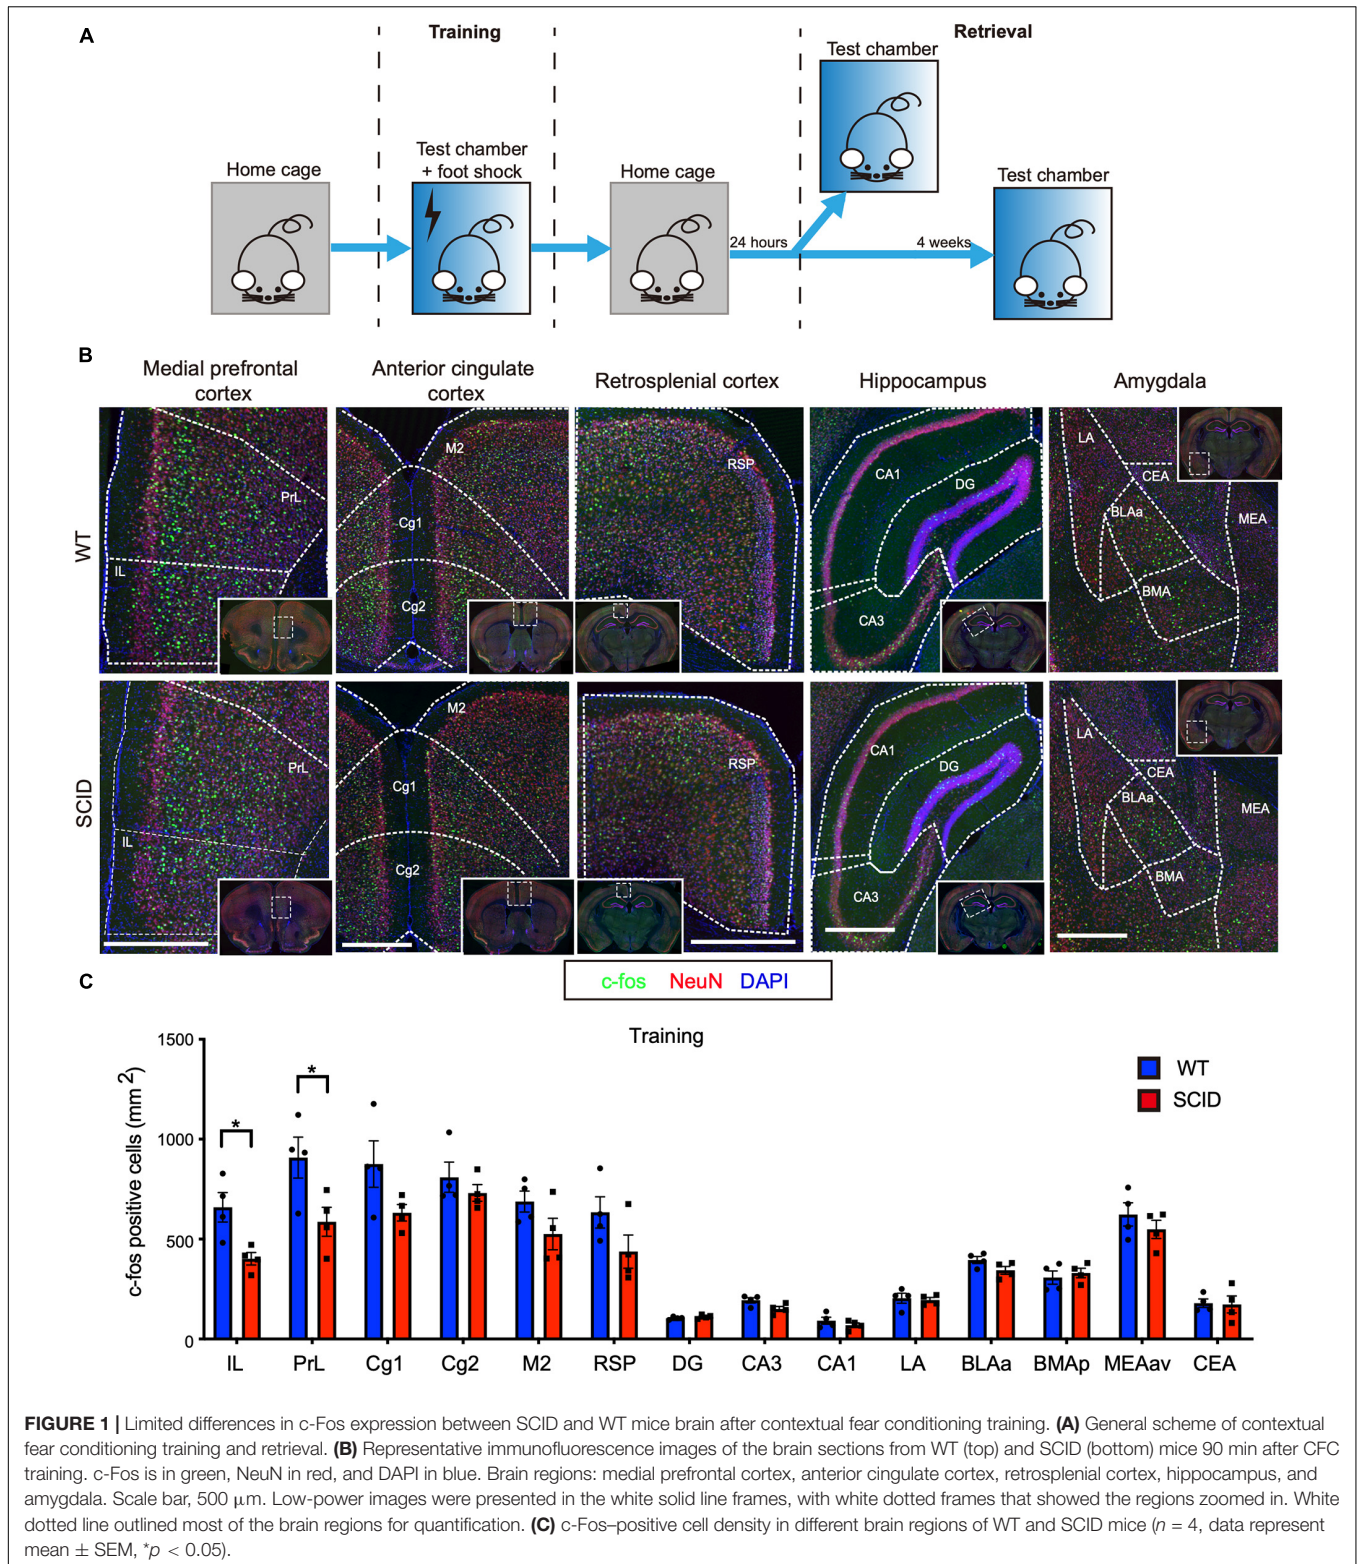 A
Training
Retrieval
Test chamber
Test chamber
+ foot shock
Home cage
Home cage
Test chamber
24 hours
4 weeks
B
Medial prefrontal
cortex
Anterior cingulate
cortex
Retrosplenial cortex
Hippocampus
Amygdala
WT
PrL
IL
M2
Cg1
Cg2
RSP
CA1
DG
CA3
LA
CEA
BLAa
MEA
BMA
SCID
PrL
IL
M2
Cg1
Cg2
RSP
CA1
DG
CA3
LA
CEA
BLAa
MEA
BMA
c-fos NeuN DAPI
C
Training
c-fos positive cells (mm²)
1500
1000
500
0
* *
WT
SCID
IL PrL Cg1 Cg2 M2 RSP DG CA3 CA1 LA BLAa BMAp MEAav CEA
FIGURE 1 | Limited differences in c-Fos expression between SCID and WT mice brain after contextual fear conditioning training. (A) General scheme of contextual
fear conditioning training and retrieval. (B) Representative immunofluorescence images of the brain sections from WT (top) and SCID (bottom) mice 90 min after CFC
training. c-Fos is in green, NeuN in red, and DAPI in blue. Brain regions: medial prefrontal cortex, anterior cingulate cortex, retrosplenial cortex, hippocampus, and
amygdala. Scale bar, 500 μm. Low-power images were presented in the white solid line frames, with white dotted frames that showed the regions zoomed in. White
dotted line outlined most of the brain regions for quantification. (C) c-Fos–positive cell density in different brain regions of WT and SCID mice (n = 4, data represent
mean ± SEM, *p < 0.05).